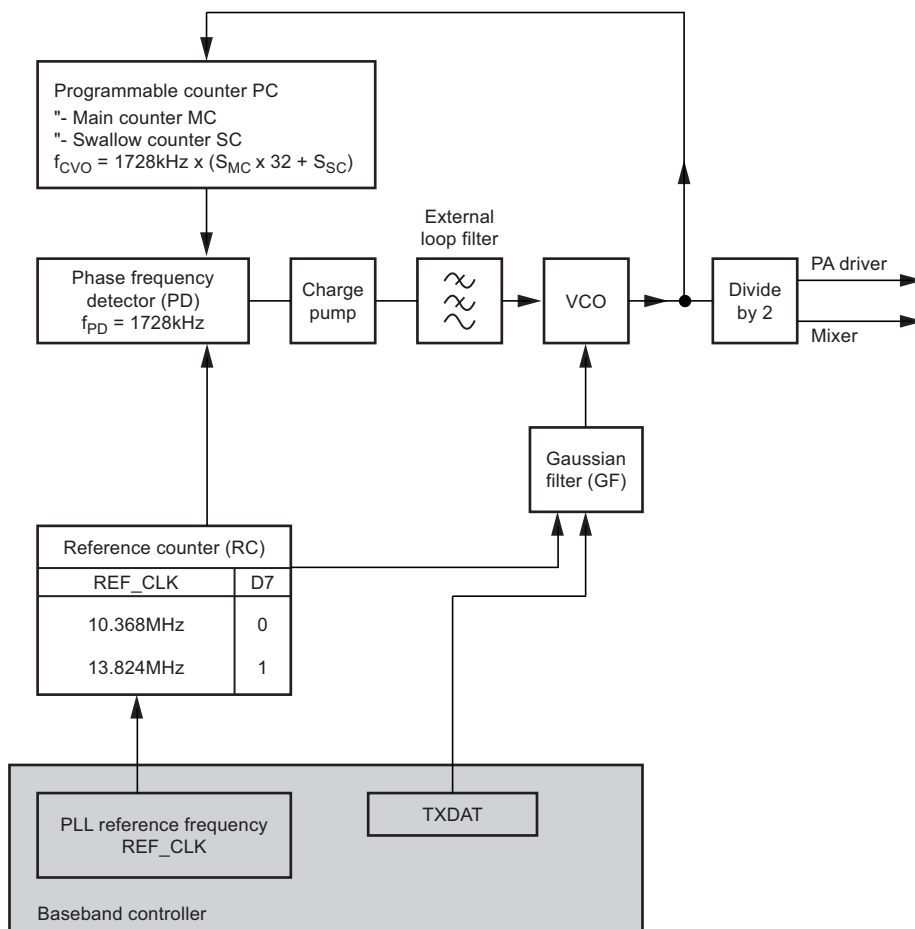 Programmable counter PC
"- Main counter MC
"- Swallow counter SC
fCVO = 1728kHz x (SMC x 32 + SSC)
External
loop filter
Phase frequency
detector (PD)
fPD = 1728kHz
Charge
pump
VCO
Divide
by 2
PA driver
Mixer
Gaussian
filter (GF)
Reference counter (RC)
REF_CLK D7
10.368MHz 0
13.824MHz 1
PLL reference frequency
REF_CLK
TXDAT
Baseband controller